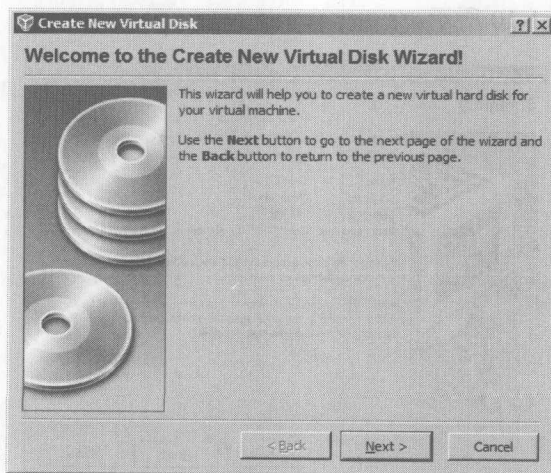 Create New Virtual Disk
? X
Welcome to the Create New Virtual Disk Wizard!
This wizard will help you to create a new virtual hard disk for
your virtual machine.
Use the Next button to go to the next page of the wizard and
the Back button to return to the previous page.
< Back Next > Cancel